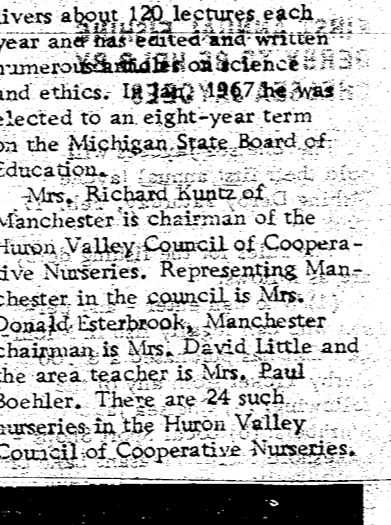 livers about 120 lectures each
year and has edited and written
numerous articles on science
and ethics. In Jan. 1967 he was
elected to an eight-year term
on the Michigan State Board of
Education.
Mrs. Richard Kuntz of
Manchester is chairman of the
Huron Valley Council of Coopera-
tive Nurseries. Representing Man-
chester in the council is Mrs.
Donald Esterbrook, Manchester
chairman is Mrs. David Little and
the area teacher is Mrs. Paul
Boehler. There are 24 such
nurseries in the Huron Valley
Council of Cooperative Nurseries.